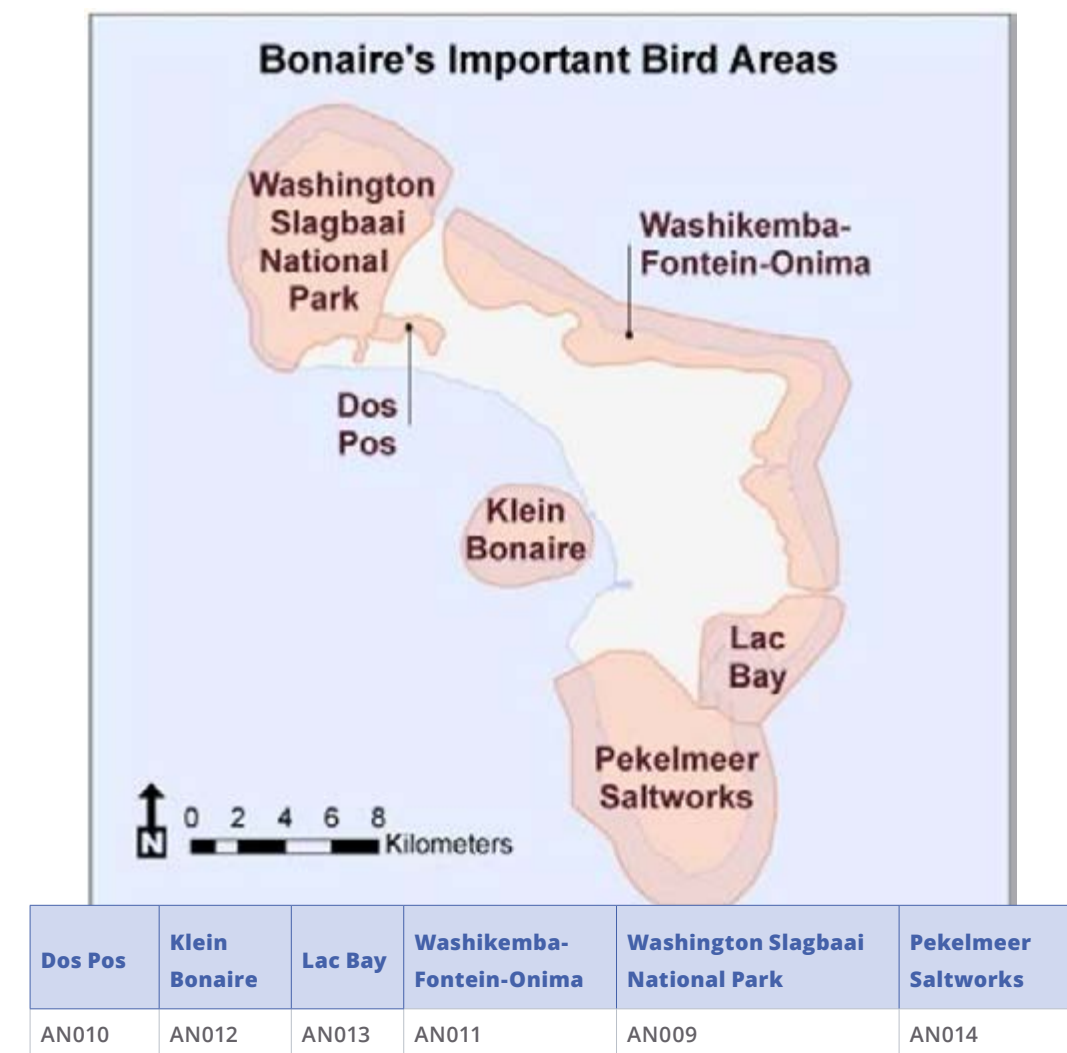 Bonaire's Important Bird Areas
Washington
Slagbaai
National
Park
Washikemba-
Fontein-Onima
Dos
Pos
Klein
Bonaire
Lac
Bay
Pekelmeer
Saltworks
N
0 2 4 6 8
Kilometers
Dos Pos
Klein
Bonaire
Lac Bay
Washikemba-
Fontein-Onima
Washington Slagbaai
National Park
Pekelmeer
Saltworks
AN010 AN012 AN013 AN011 AN009 AN014